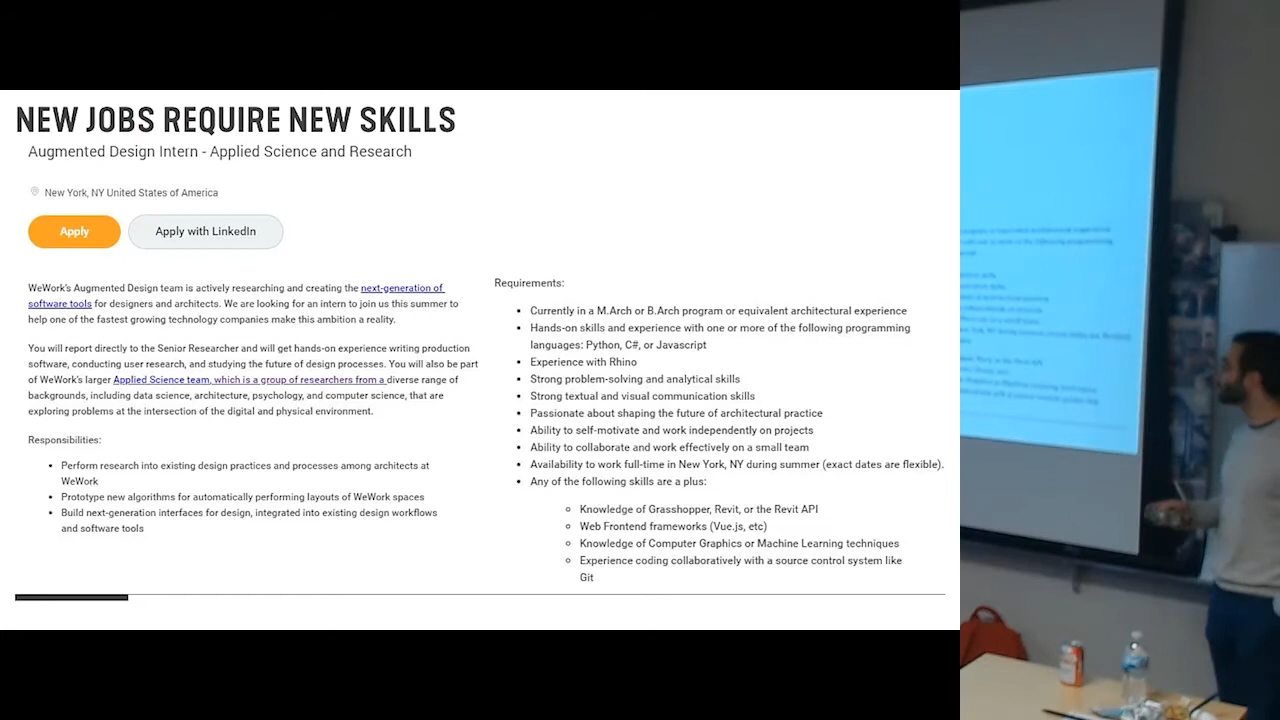 NEW JOBS REQUIRE NEW SKILLS
Augmented Design Intern - Applied Science and Research
New York, NY United States of America
Apply
Apply with LinkedIn
WeWork's Augmented Design team is actively researching and creating the next-generation of
software tools for designers and architects. We are looking for an intern to join us this summer to
help one of the fastest growing technology companies make this ambition a reality.
You will report directly to the Senior Researcher and will get hands-on experience writing production
software, conducting user research, and studying the future of design processes. You will also be part
of WeWork's larger Applied Science team, which is a group of researchers from a diverse range of
backgrounds, including data science, architecture, psychology, and computer science, that are
exploring problems at the intersection of the digital and physical environment.
Responsibilities:
• Perform research into existing design practices and processes among architects at
WeWork
• Prototype new algorithms for automatically performing layouts of WeWork spaces
• Build next-generation interfaces for design, integrated into existing design workflows
and software tools
Requirements:
• Currently in a M.Arch or B.Arch program or equivalent architectural experience
• Hands-on skills and experience with one or more of the following programming
languages: Python, C#, or Javascript
• Experience with Rhino
• Strong problem-solving and analytical skills
• Strong textual and visual communication skills
• Passionate about shaping the future of architectural practice
• Ability to self-motivate and work independently on projects
• Ability to collaborate and work effectively on a small team
• Availability to work full-time in New York, NY during summer (exact dates are flexible).
• Any of the following skills are a plus:
○ Knowledge of Grasshopper, Revit, or the Revit API
○ Web Frontend frameworks (Vue.js, etc)
○ Knowledge of Computer Graphics or Machine Learning techniques
○ Experience coding collaboratively with a source control system like
Git